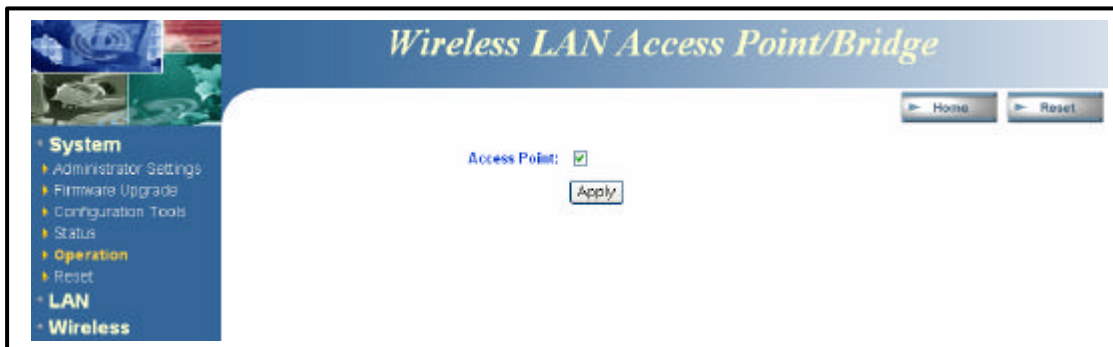 Wireless LAN Access Point/Bridge
Home
Reset
System
Administrator Settings
Firmware Upgrade
Configuration Tools
Status
Operation
Reset
LAN
Wireless
Access Point:
Apply